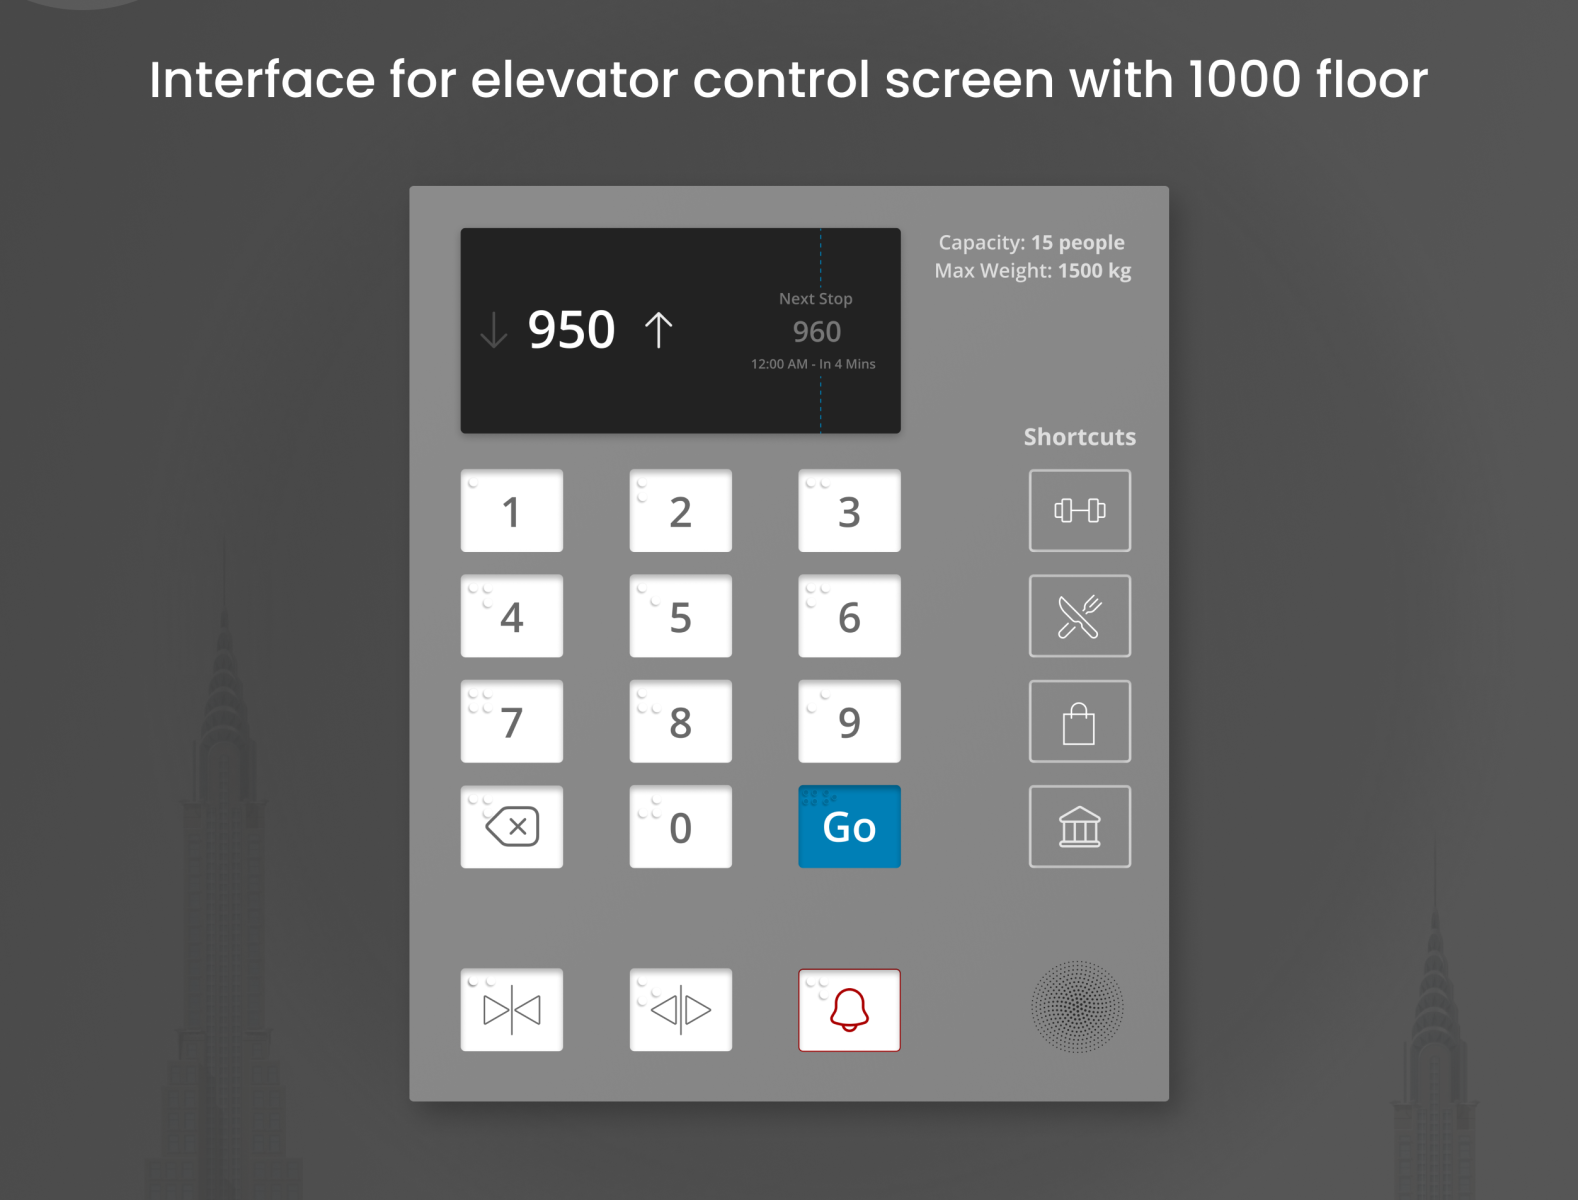 Interface for elevator control screen with 1000 floor
Capacity: 15 people
Max Weight: 1500 kg
950
Next Stop
960
12:00 AM - In 4 Mins
Shortcuts
1 2 3
4 5 6
7 8 9
0 Go